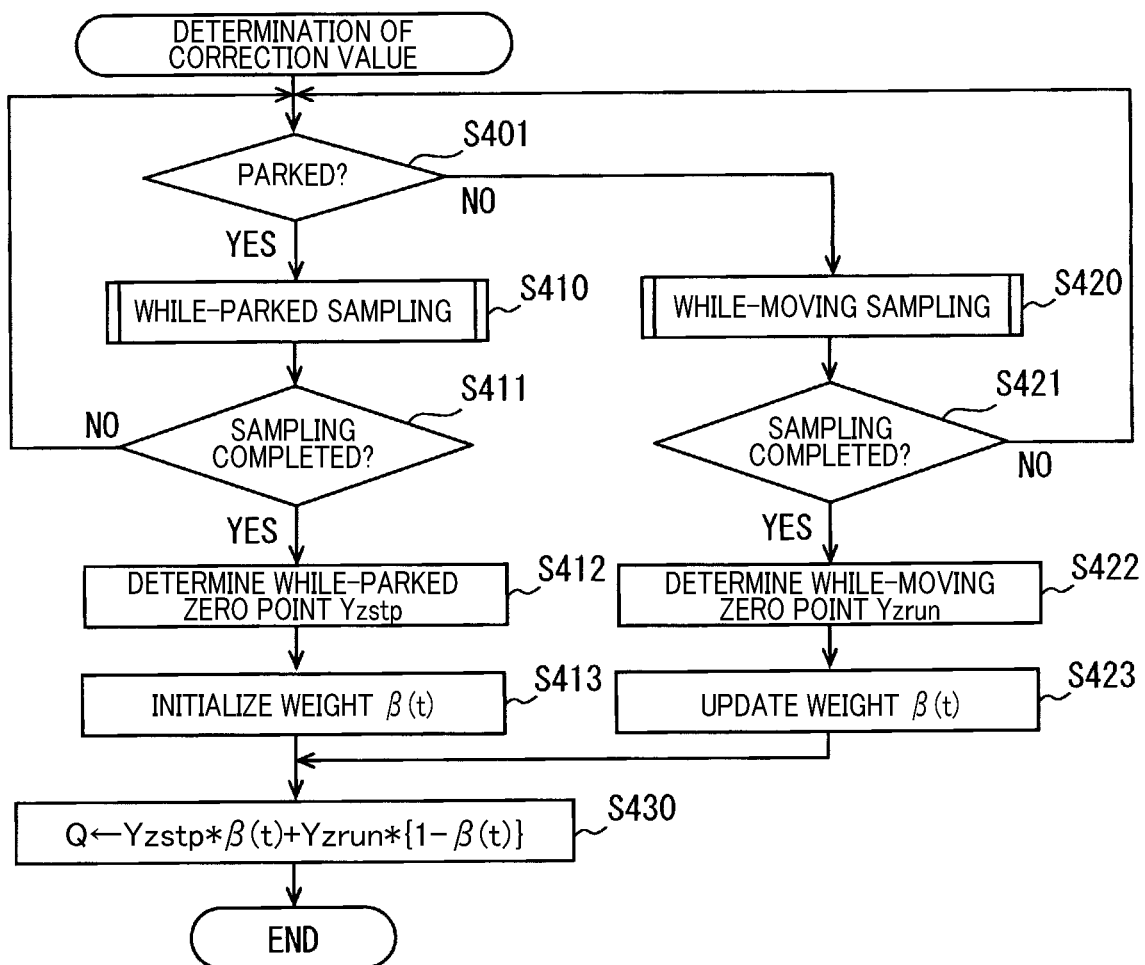 DETERMINATION OF
CORRECTION VALUE
S401
PARKED?
NO
YES
S410
WHILE-PARKED SAMPLING
S420
WHILE-MOVING SAMPLING
S411
NO
SAMPLING
COMPLETED?
S421
SAMPLING
COMPLETED?
NO
YES
YES
DETERMINE WHILE-PARKED
ZERO POINT Yzstp
S412
DETERMINE WHILE-MOVING
ZERO POINT Yzrun
S422
INITIALIZE WEIGHT β(t)
S413
UPDATE WEIGHT β(t)
S423
S430
Q←Yzstp*β(t)+Yzrun*{1-β(t)}
END